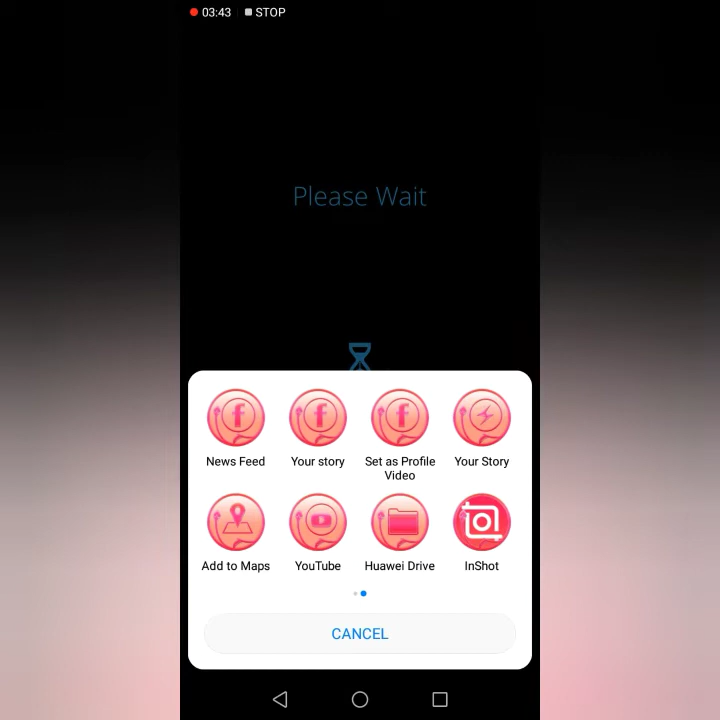 03:43 STOP
Please Wait
News Feed
Your story
Set as Profile
Video
Your Story
Add to Maps
YouTube
Huawei Drive
InShot
CANCEL